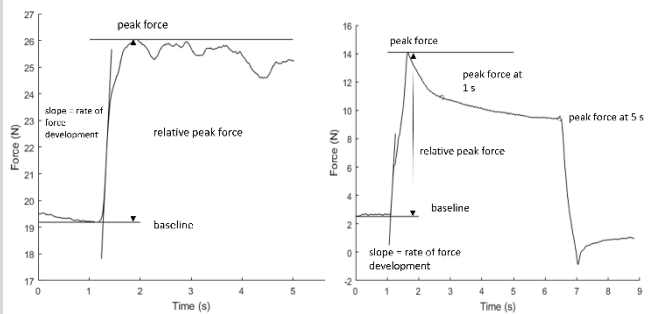 27
26
25
24
23
22
21
20
19
18
17
Force (N)
peak force
slope = rate of
force
development
relative peak force
baseline
0
1
2
3
4
5
Time (s)
16
14
12
10
8
6
4
2
0
-2
Force (N)
peak force
peak force at
1 s
peak force at 5 s
relative peak force
baseline
slope = rate of force
development
0
1
2
3
4
5
6
7
8
9
Time (s)